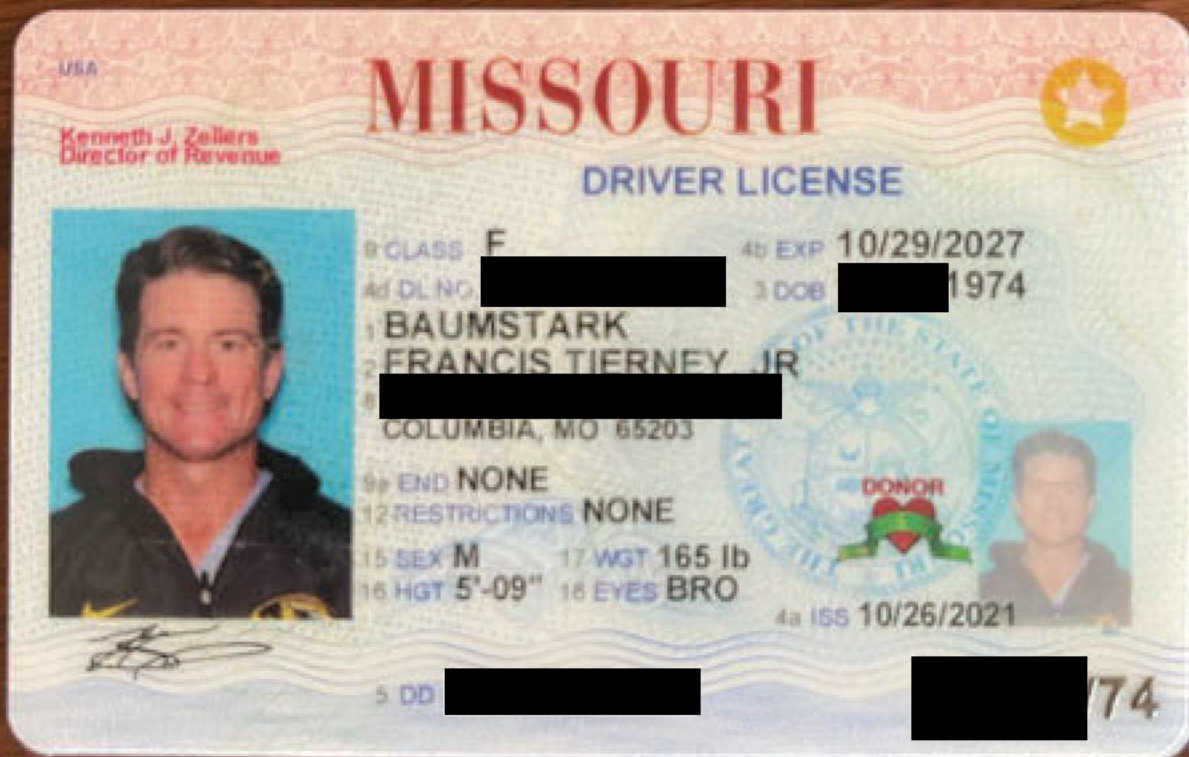 USA
MISSOURI
Kenneth J. Zellers
Director of Revenue
DRIVER LICENSE
9 CLASS F
4b EXP 10/29/2027
4d DL NO.
3 DOB 1974
1 BAUMSTARK
2 FRANCIS TIERNEY JR
8
COLUMBIA, MO 65203
9a END NONE
12 RESTRICTIONS NONE
15 SEX M 17 WGT 165 lb
16 HGT 5'-09" 18 EYES BRO
DONOR
4a ISS 10/26/2021
5 DD
/74